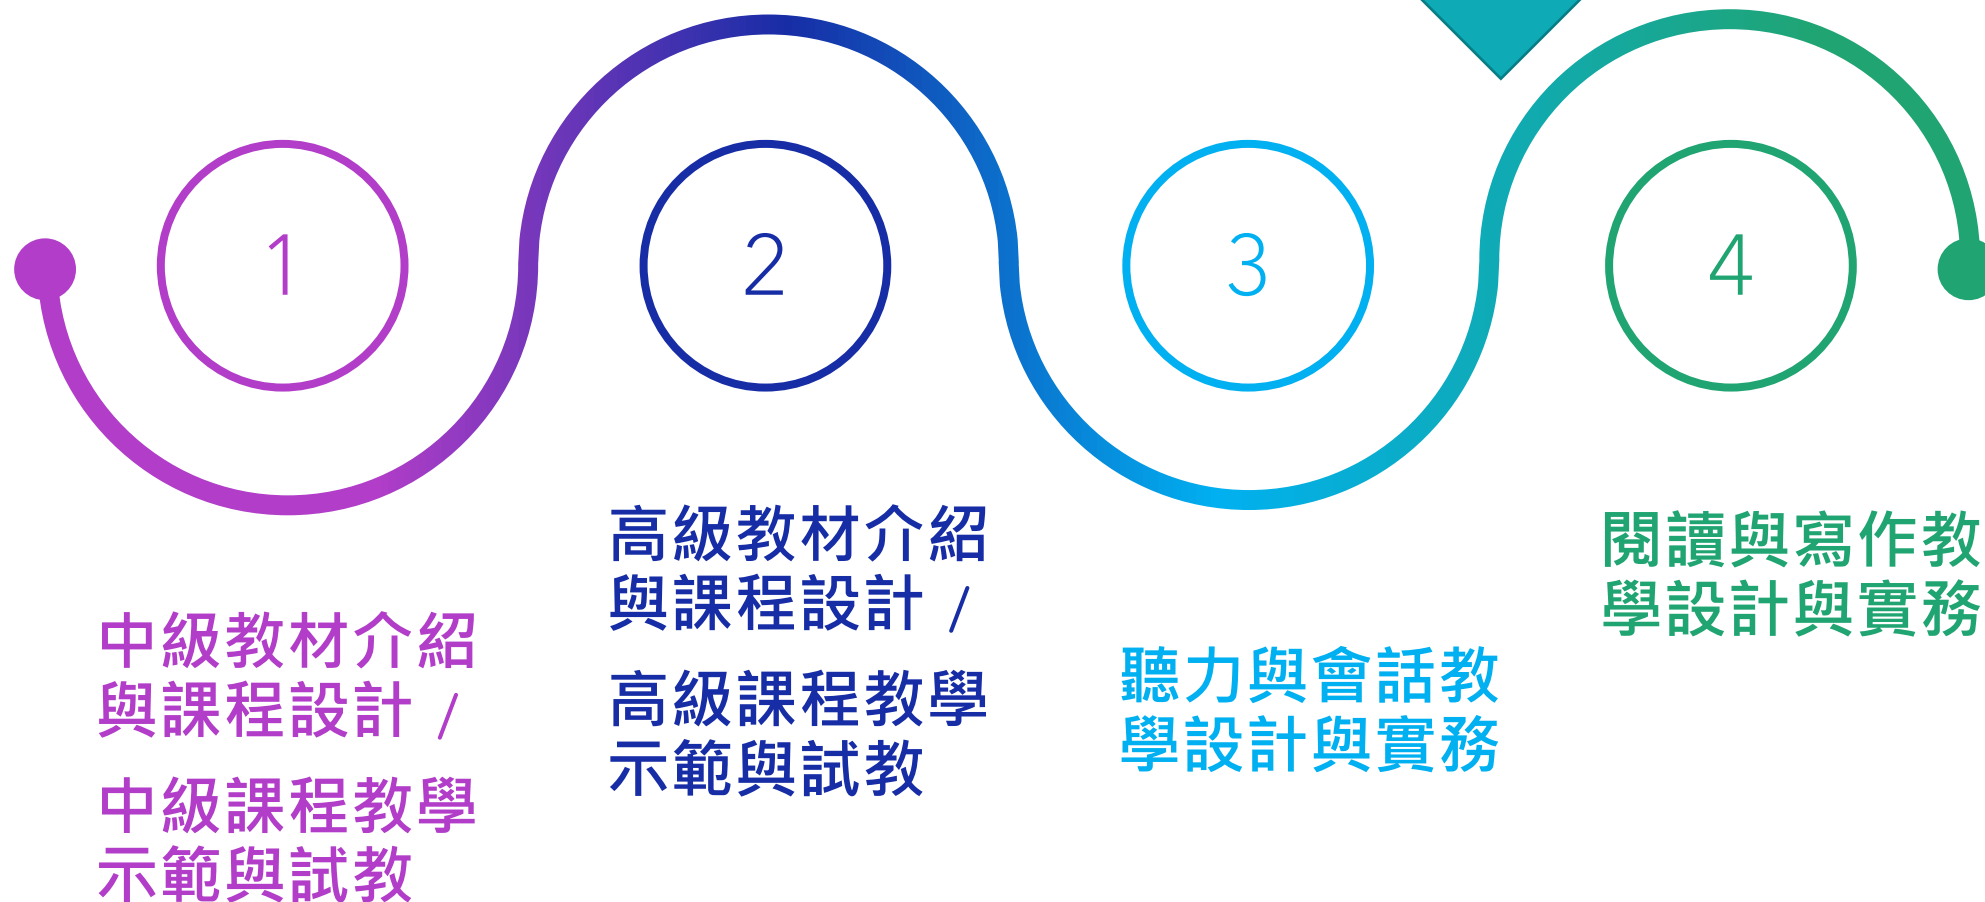 1
中級教材介紹
與課程設計 /
中級課程教學
示範與試教
2
高級教材介紹
與課程設計 /
高級課程教學
示範與試教
3
聽力與會話教
學設計與實務
4
閱讀與寫作教
學設計與實務